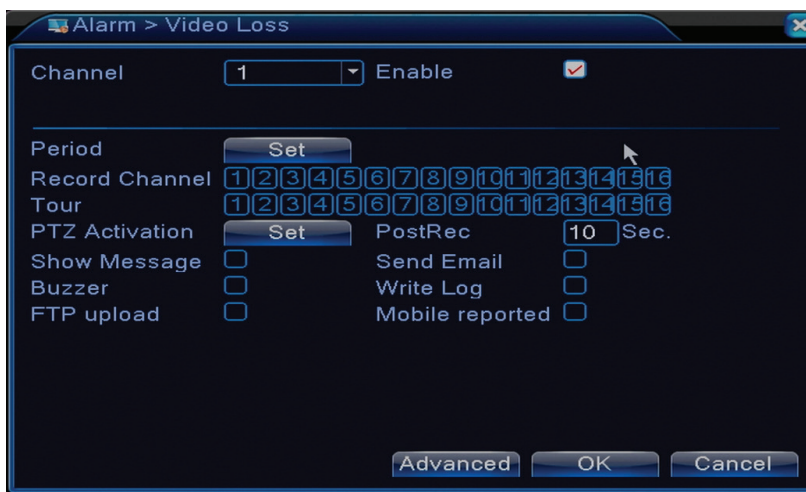 Alarm > Video Loss
Channel 1 Enable
Period Set
Record Channel 1 2 3 4 5 6 7 8 9 10 11 12 13 14 15 16
Tour 1 2 3 4 5 6 7 8 9 10 11 12 13 14 15 16
PTZ Activation Set PostRec 10 Sec.
Show Message Send Email
Buzzer Write Log
FTP upload Mobile reported
Advanced OK Cancel